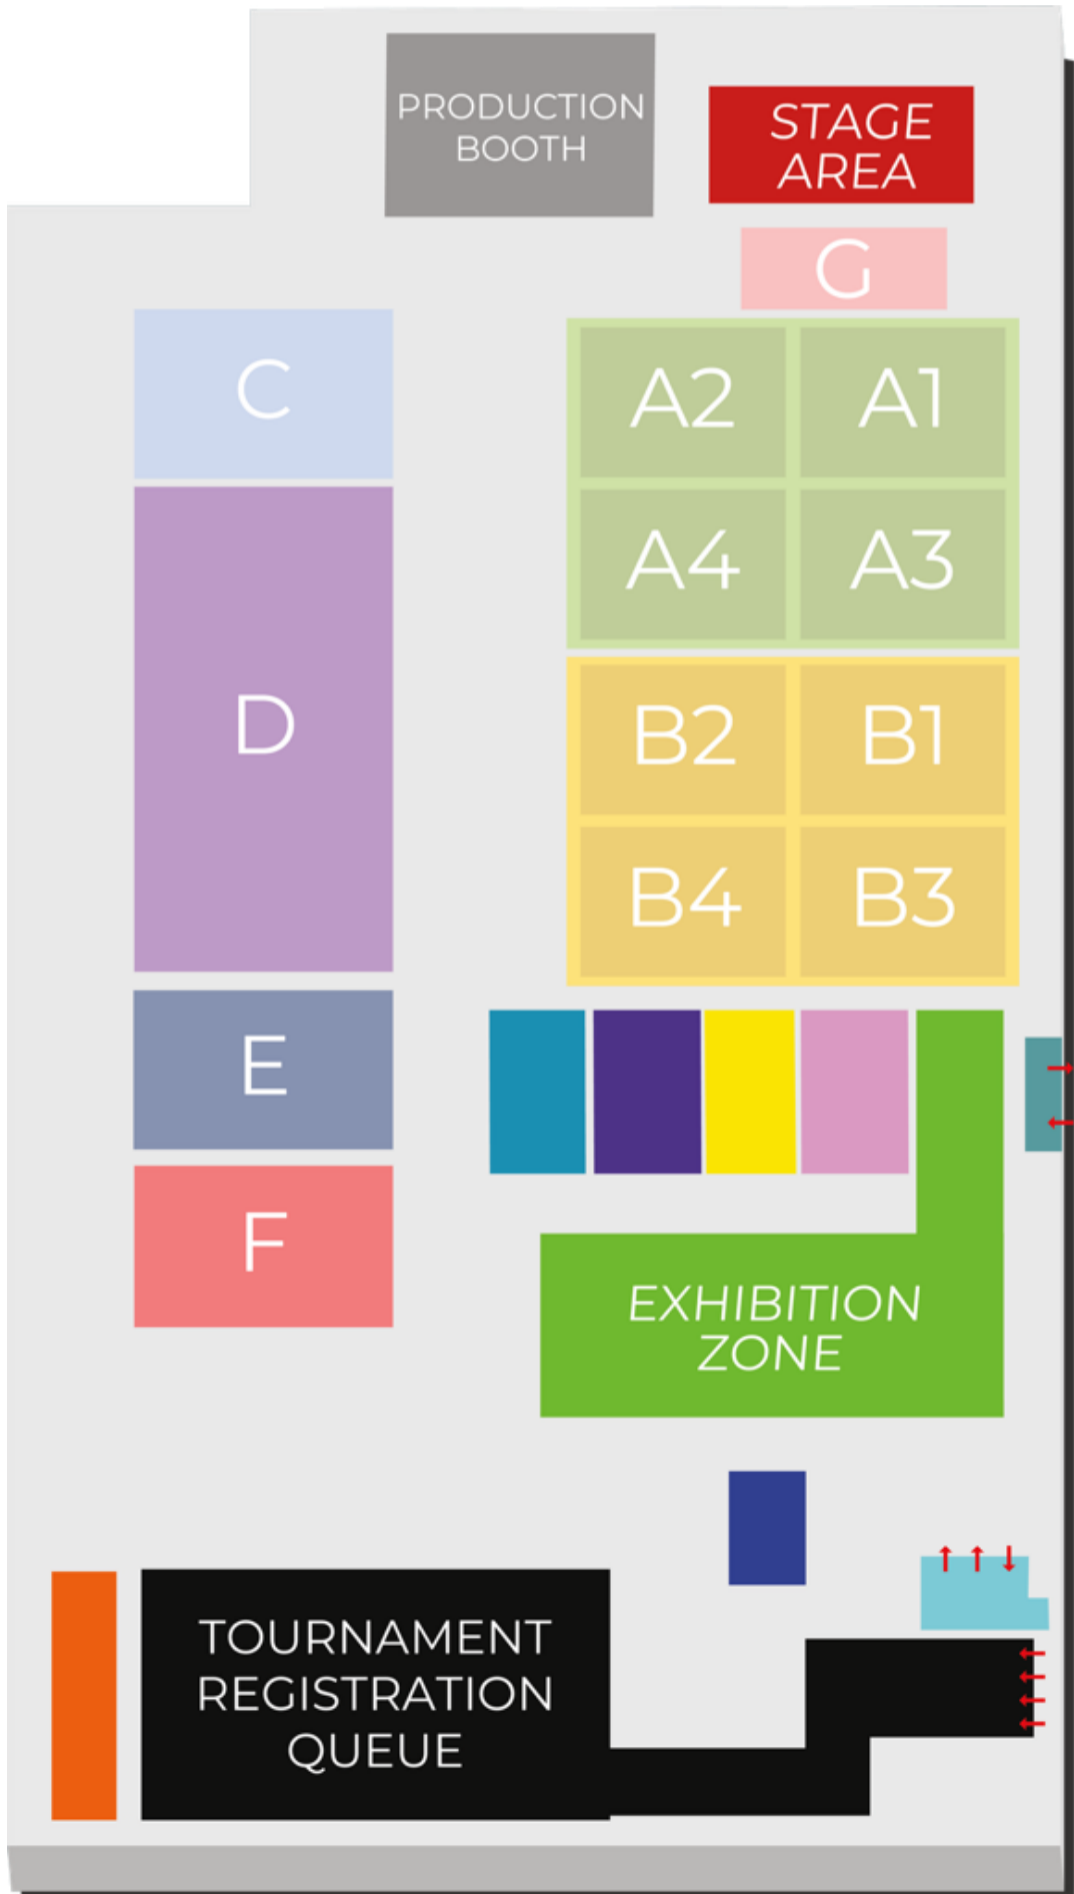 PRODUCTION
BOOTH
STAGE
AREA
G
C
A2
A1
A4
A3
D
B2
B1
B4
B3
E
F
EXHIBITION
ZONE
TOURNAMENT
REGISTRATION
QUEUE